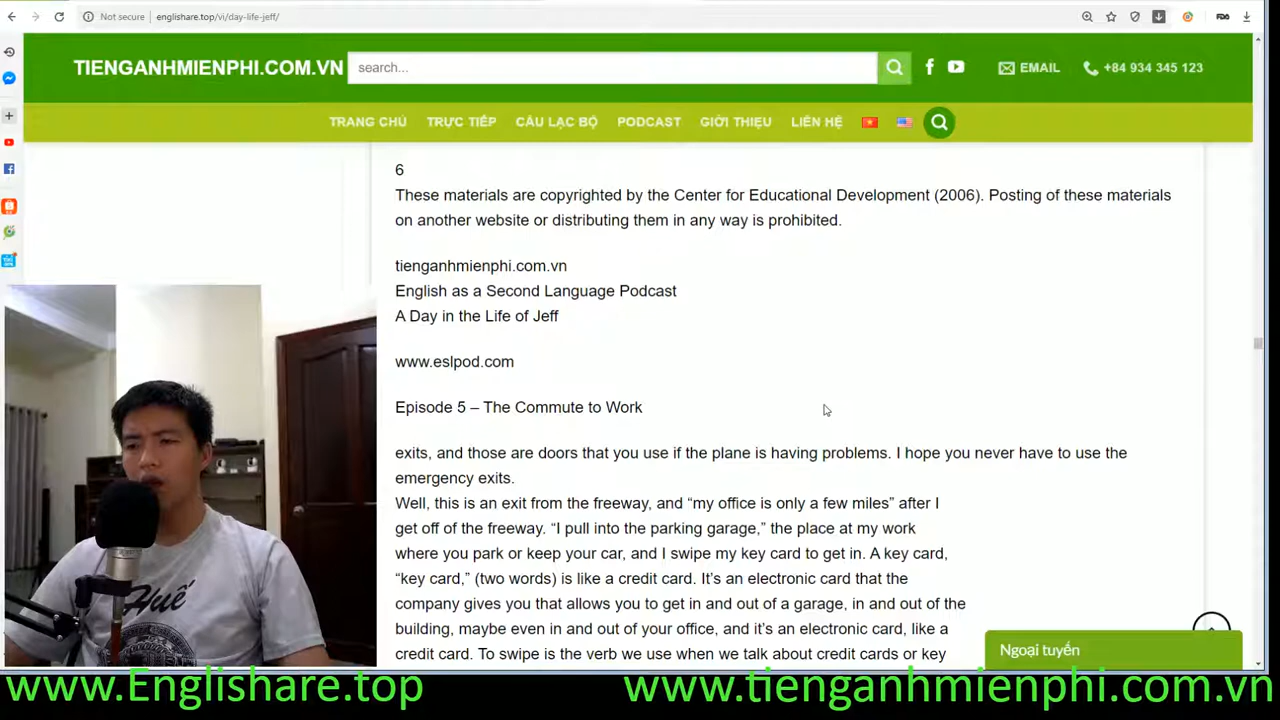 Not secure englishare.top/vi/day-life-jeff/
TIENGANHMIENPHI.COM.VN search... EMAIL +84 934 345 123
TRANG CHỦ TRỰC TIẾP CÂU LẠC BỘ PODCAST GIỚI THIỆU LIÊN HỆ
6
These materials are copyrighted by the Center for Educational Development (2006). Posting of these materials
on another website or distributing them in any way is prohibited.
tienganhmienphi.com.vn
English as a Second Language Podcast
A Day in the Life of Jeff
www.eslpod.com
Episode 5 – The Commute to Work
exits, and those are doors that you use if the plane is having problems. I hope you never have to use the
emergency exits.
Well, this is an exit from the freeway, and “my office is only a few miles” after I
get off of the freeway. “I pull into the parking garage,” the place at my work
where you park or keep your car, and I swipe my key card to get in. A key card,
“key card,” (two words) is like a credit card. It’s an electronic card that the
company gives you that allows you to get in and out of a garage, in and out of the
building, maybe even in and out of your office, and it’s an electronic card, like a
credit card. To swipe is the verb we use when we talk about credit cards or key
Huế
Ngoại tuyến
www.Englishare.top www.tienganhmienphi.com.vn